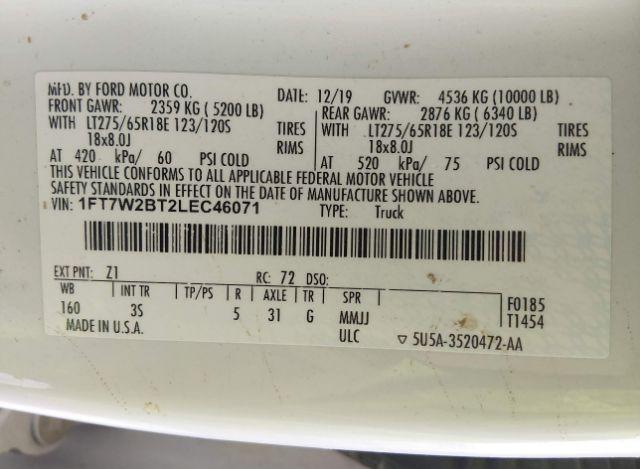 MFD. BY FORD MOTOR CO. DATE: 12/19 GVWR: 4536 KG (10000 LB)
FRONT GAWR: 2359 KG (5200 LB) REAR GAWR: 2876 KG (6340 LB)
WITH LT275/65R18E 123/120S TIRES WITH LT275/65R18E 123/120S TIRES
18x8.0J RIMS 18x8.0J RIMS
AT 420 kPa/ 60 PSI COLD AT 520 kPa/ 75 PSI COLD
THIS VEHICLE CONFORMS TO ALL APPLICABLE FEDERAL MOTOR VEHICLE
SAFETY STANDARDS IN EFFECT ON THE DATE OF MANUFACTURE SHOWN ABOVE.
VIN: 1FT7W2BT2LEC46071 TYPE: Truck
EXT PNT: Z1 RC: 72 DSO:
WB INT TR TP/PS R AXLE TR SPR F0185
160 3S 5 31 G MMJJ T1454
MADE IN U.S.A. ULC ▽ 5U5A-3520472-AA